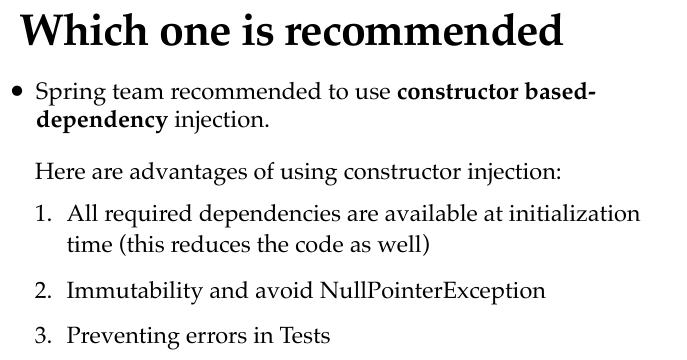 Which one is recommended
• Spring team recommended to use constructor based-
dependency injection.
Here are advantages of using constructor injection:
1. All required dependencies are available at initialization
time (this reduces the code as well)
2. Immutability and avoid NullPointerException
3. Preventing errors in Tests